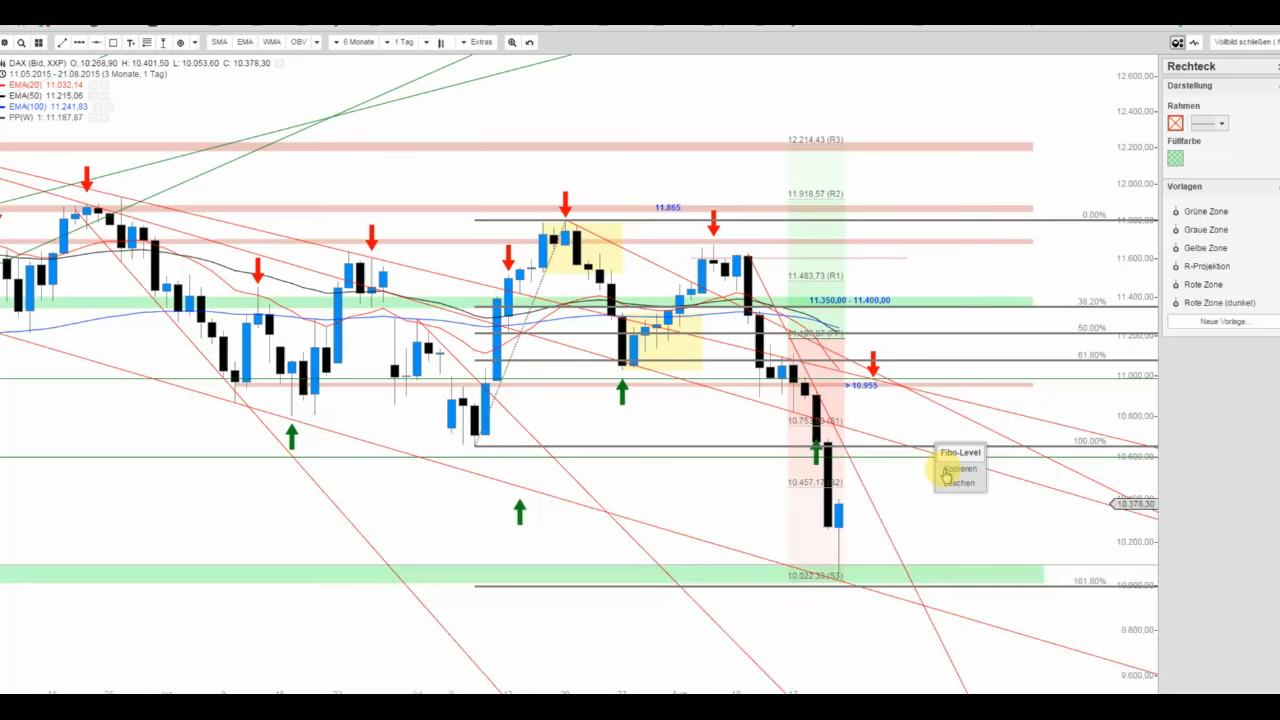 SMA EMA WMA OBV 6 Monate 1 Tag Extras Vollbild schließen ( f
DAX (Bid, XXP) O: 10.268,90 H: 10.401,50 L: 10.053,60 C: 10.378,30
11.05.2015 - 21.08.2015 (3 Monate, 1 Tag)
EMA(20) 11.032,14
EMA(50) 11.215,06
EMA(100) 11.241,83
PP(W) 1: 11.187,87
Rechteck
Darstellung
Rahmen
Füllfarbe
Vorlagen
Grüne Zone
Graue Zone
Gelbe Zone
R-Projektion
Rote Zone
Rote Zone (dunkel)
Neue Vorlage...
12.600,00
12.400,00
12.214,43 (R3)
12.200,00
12.000,00
11.918,57 (R2)
11.865
0.00%
11.600,00
11.483,73 (R1)
11.350,00 - 11.400,00
11.400,00
38.20%
50.00%
11.200,00
61.80%
11.000,00
> 10.955
10.800,00
100.00%
10.600,00
Fibo-Level
Kopieren
Löschen
10.378,30
10.200,00
10.022,33 (S3)
161.80%
10.000,00
9.800,00
9.600,00